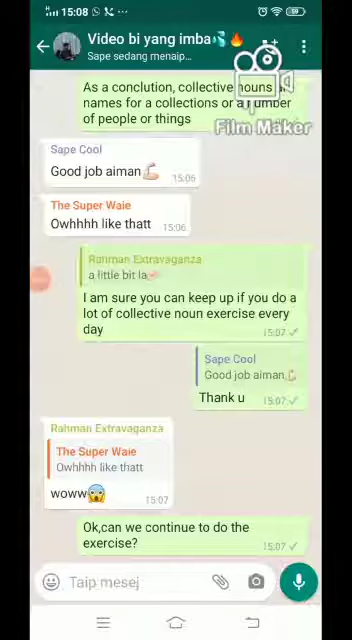 15:08
Video bi yang imba💦🔥
Sape sedang menaip...
As a conclution, collective nouns
names for a collections or a number
of people or things
Film Maker
Sape Cool
Good job aiman💪🏻
15:06
The Super Waie
Owhhhh like thatt
15:06
Rahman Extravaganza
a little bit la
I am sure you can keep up if you do a
lot of collective noun exercise every
day
15:07
Sape Cool
Good job aiman💪🏻
Thank u
15:07
Rahman Extravaganza
The Super Waie
Owhhhh like thatt
woww😱
15:07
Ok,can we continue to do the
exercise?
15:07
Taip mesej